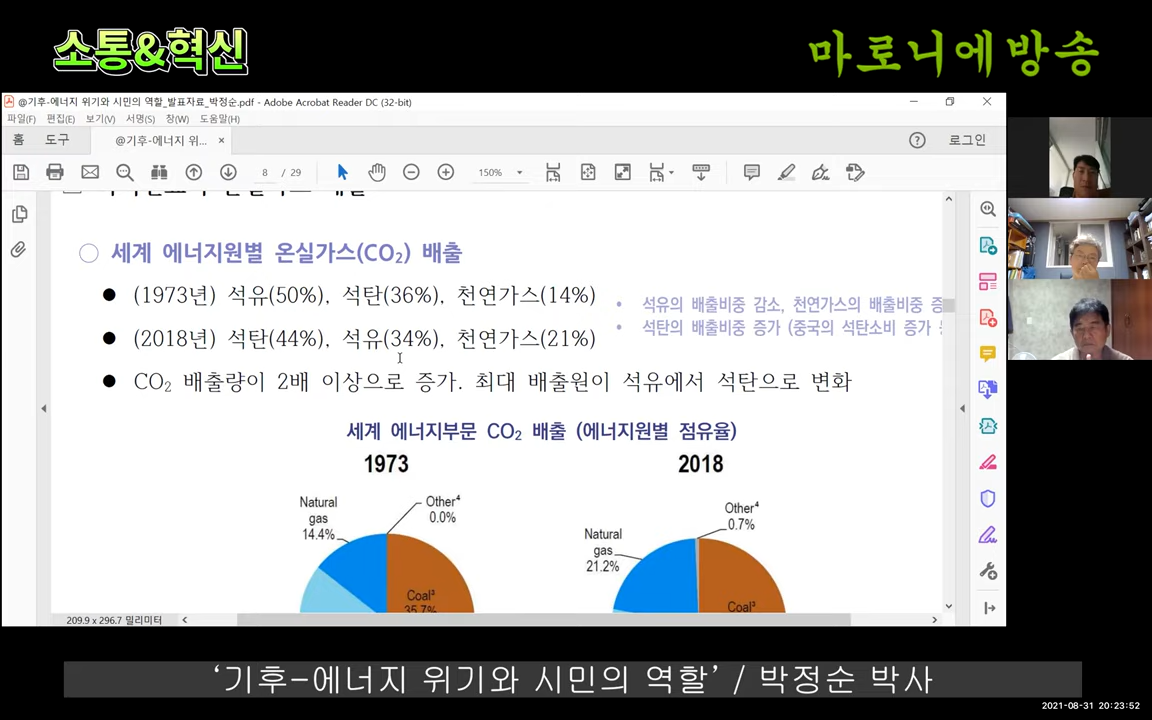 소통&혁신
마로니에방송
@기후-에너지 위기와 시민의 역할_발표자료_박정순.pdf - Adobe Acrobat Reader DC (32-bit)
파일(F) 편집(E) 보기(V) 서명(S) 창(W) 도움말(H)
홈 도구 @기후-에너지 위... × 로그인
8 / 29 150%
○ 세계 에너지원별 온실가스(CO₂) 배출
● (1973년) 석유(50%), 석탄(36%), 천연가스(14%)
• 석유의 배출비중 감소, 천연가스의 배출비중 증
● (2018년) 석탄(44%), 석유(34%), 천연가스(21%)
• 석탄의 배출비중 증가 (중국의 석탄소비 증가
● CO₂ 배출량이 2배 이상으로 증가. 최대 배출원이 석유에서 석탄으로 변화
세계 에너지부문 CO₂ 배출 (에너지원별 점유율)
1973
Natural
gas
14.4%
Other⁴
0.0%
Coal³
35.7%
2018
Natural
gas
21.2%
Other⁴
0.7%
Coal³
209.9 x 296.7 밀리미터
‘기후-에너지 위기와 시민의 역할’ / 박정순 박사
2021-08-31 20:23:52